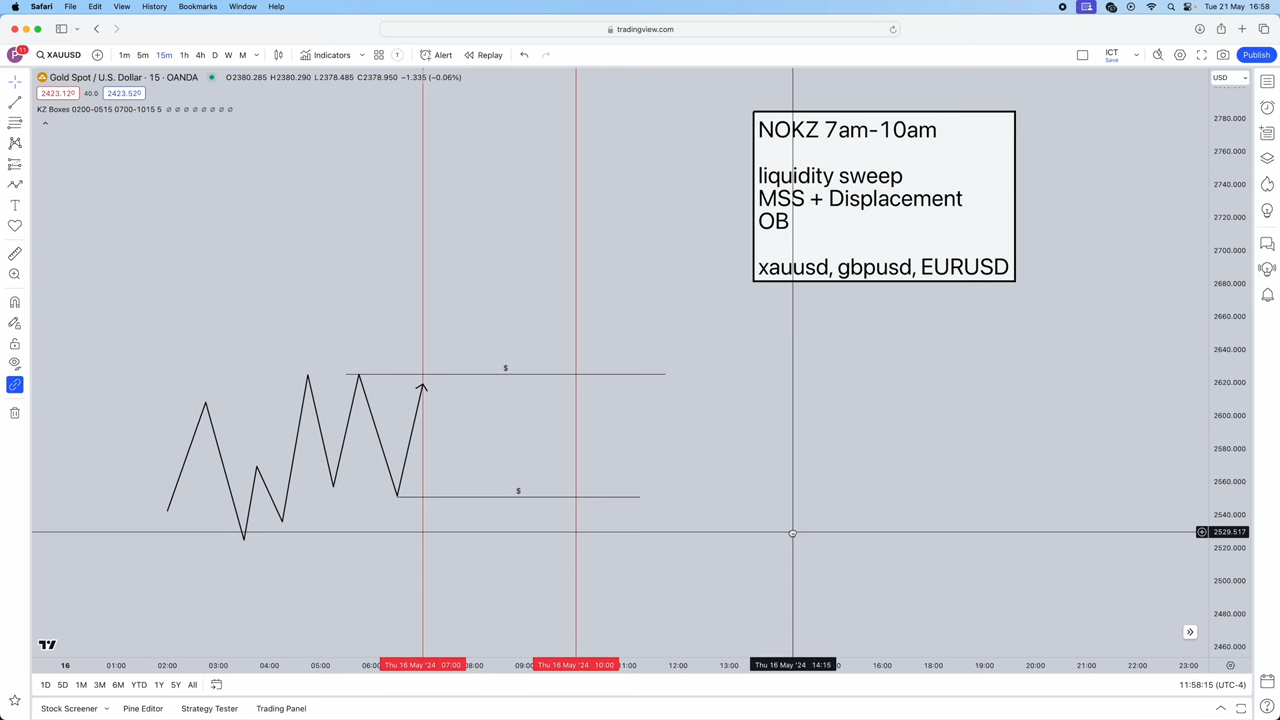 Safari File Edit View History Bookmarks Window Help Tue 21 May 16:58
tradingview.com
11 XAUUSD 1m 5m 15m 1h 4h D W M Indicators T Alert Replay ICT Save Publish
Gold Spot / U.S. Dollar · 15 · OANDA O2380.285 H2380.290 L2378.485 C2378.950 −1.335 (−0.06%) USD
2423.120 40.0 2423.520
KZ Boxes 0200-0515 0700-1015 5 ∅ ∅ ∅ ∅ ∅ ∅ ∅ ∅
NOKZ 7am-10am
liquidity sweep
MSS + Displacement
OB
xauusd, gbpusd, EURUSD
$
$
2780.000
2760.000
2740.000
2720.000
2700.000
2680.000
2660.000
2640.000
2620.000
2600.000
2580.000
2560.000
2540.000
2529.517
2520.000
2500.000
2480.000
2460.000
16 01:00 02:00 03:00 04:00 05:00 06:00 Thu 16 May '24 07:00 08:00 09:00 Thu 16 May '24 10:00 11:00 12:00 13:00 Thu 16 May '24 14:15 16:00 17:00 18:00 19:00 20:00 21:00 22:00 23:00
1D 5D 1M 3M 6M YTD 1Y 5Y All 11:58:15 (UTC-4)
Stock Screener Pine Editor Strategy Tester Trading Panel